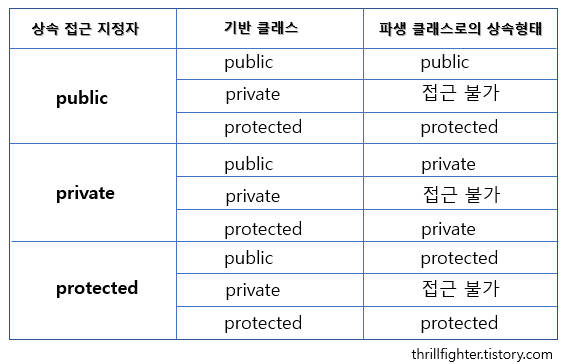 상속 접근 지정자 기반 클래스 파생 클래스로의 상속형태
public public public
private 접근 불가
protected protected
private public private
private 접근 불가
protected private
protected public protected
private 접근 불가
protected protected
thrillfighter.tistory.com